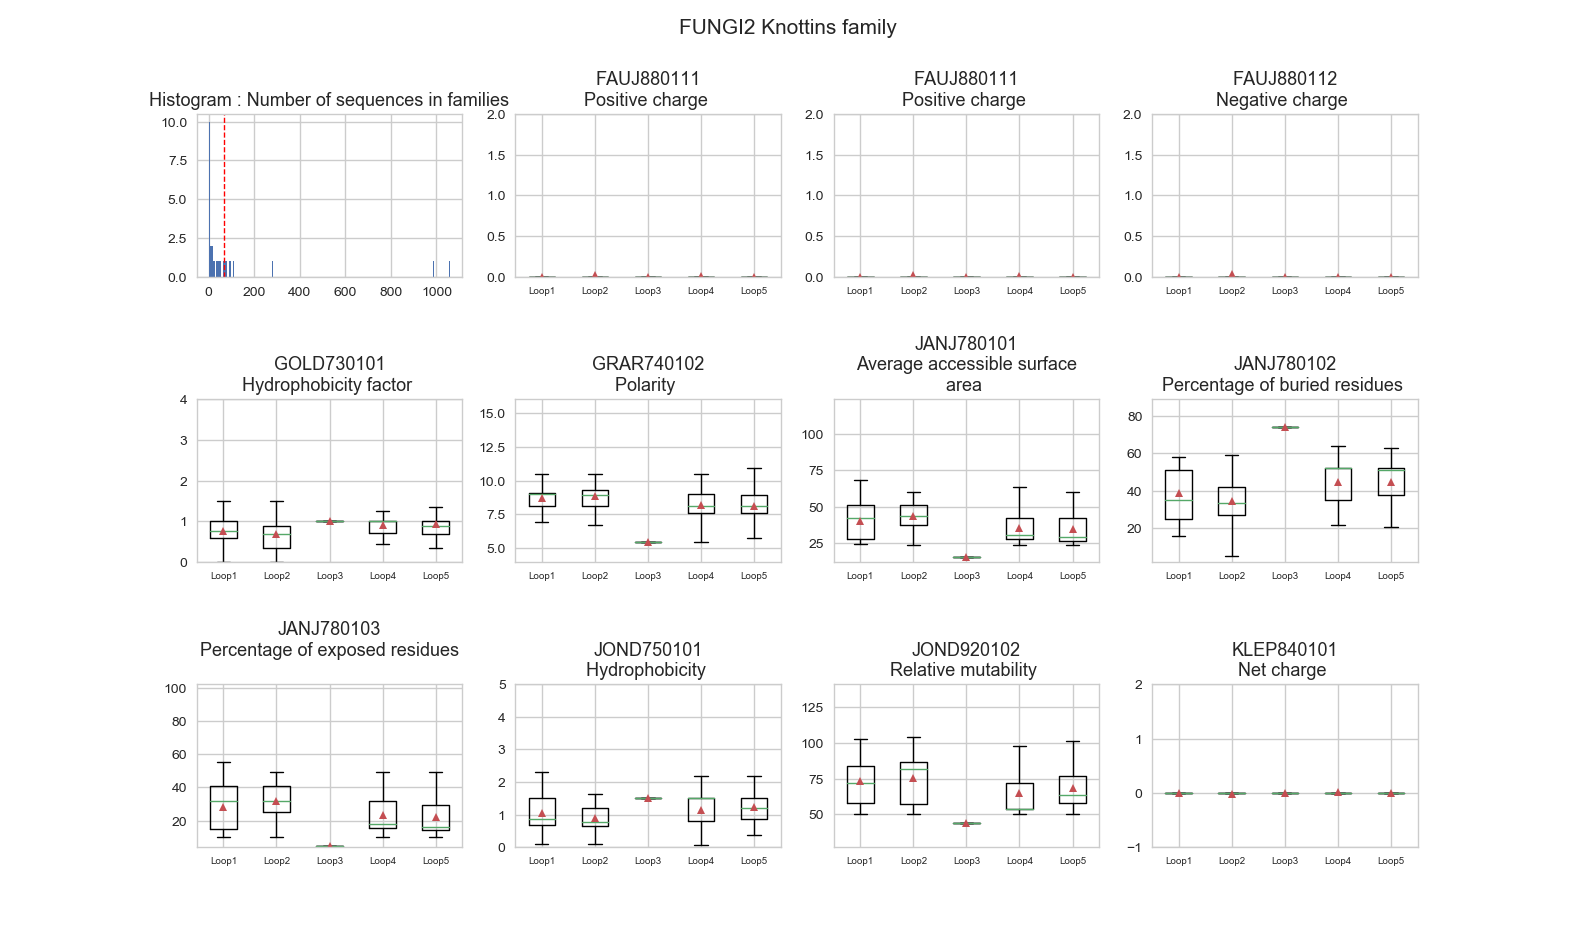 FUNGI2 Knottins family
Histogram : Number of sequences in families
10.0
7.5
5.0
2.5
0.0
0 200 400 600 800 1000
FAUJ880111
Positive charge
2.0
1.5
1.0
0.5
0.0
Loop1 Loop2 Loop3 Loop4 Loop5
FAUJ880111
Positive charge
2.0
1.5
1.0
0.5
0.0
Loop1 Loop2 Loop3 Loop4 Loop5
FAUJ880112
Negative charge
2.0
1.5
1.0
0.5
0.0
Loop1 Loop2 Loop3 Loop4 Loop5
GOLD730101
Hydrophobicity factor
4
3
2
1
0
Loop1 Loop2 Loop3 Loop4 Loop5
GRAR740102
Polarity
15.0
12.5
10.0
7.5
5.0
Loop1 Loop2 Loop3 Loop4 Loop5
JANJ780101
Average accessible surface
area
100
75
50
25
Loop1 Loop2 Loop3 Loop4 Loop5
JANJ780102
Percentage of buried residues
80
60
40
20
Loop1 Loop2 Loop3 Loop4 Loop5
JANJ780103
Percentage of exposed residues
100
80
60
40
20
Loop1 Loop2 Loop3 Loop4 Loop5
JOND750101
Hydrophobicity
5
4
3
2
1
0
Loop1 Loop2 Loop3 Loop4 Loop5
JOND920102
Relative mutability
125
100
75
50
Loop1 Loop2 Loop3 Loop4 Loop5
KLEP840101
Net charge
2
1
0
−1
Loop1 Loop2 Loop3 Loop4 Loop5